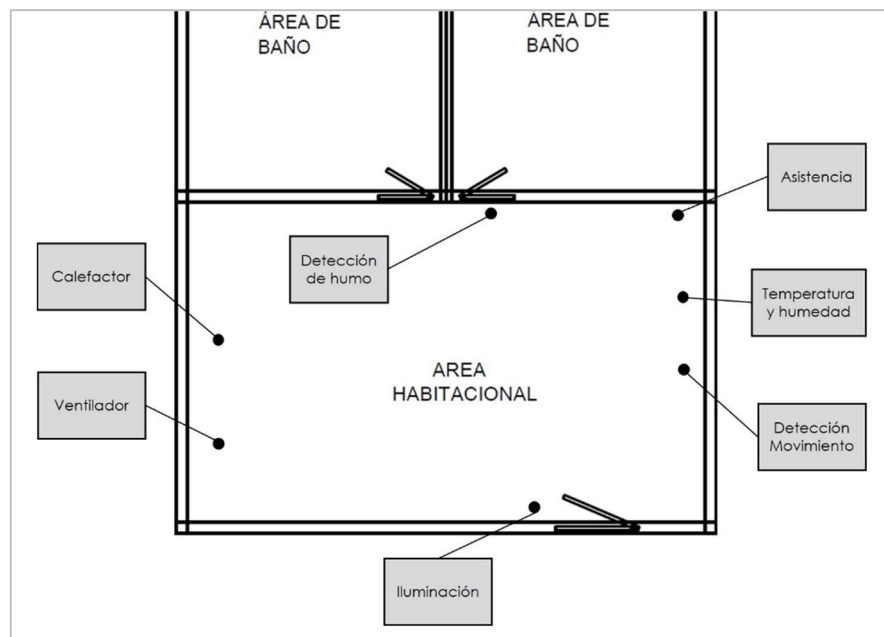 ÁREA DE
BAÑO
ÁREA DE
BAÑO
Asistencia
Detección
de humo
Calefactor
Temperatura
y humedad
AREA
HABITACIONAL
Ventilador
Detección
Movimiento
Iluminación